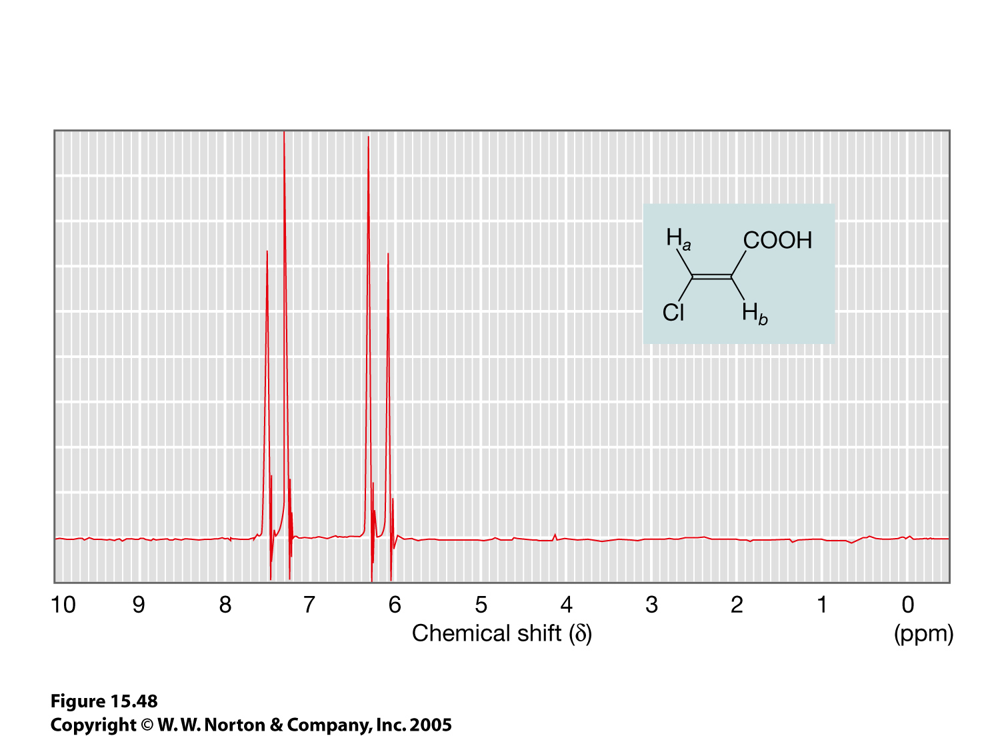 Ha
COOH
Cl
Hb
10 9 8 7 6 5 4 3 2 1 0
Chemical shift (δ) (ppm)
Figure 15.48
Copyright © W. W. Norton & Company, Inc. 2005